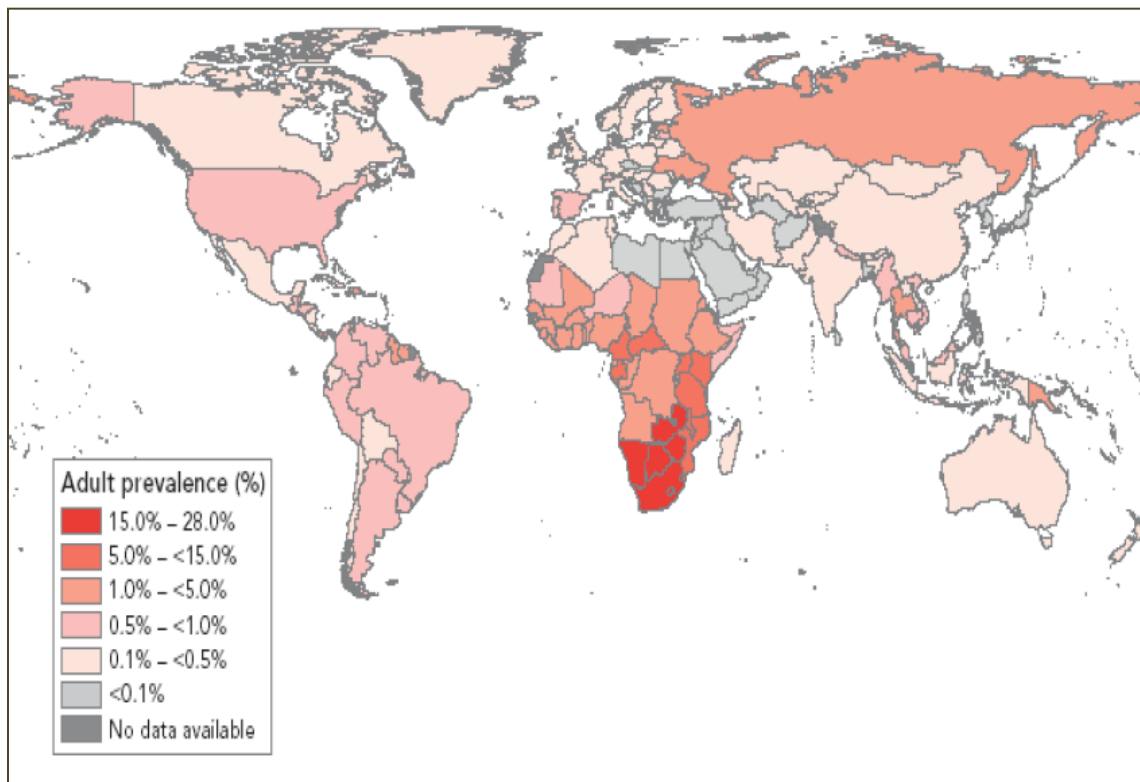 Adult prevalence (%)
15.0% – 28.0%
5.0% – <15.0%
1.0% – <5.0%
0.5% – <1.0%
0.1% – <0.5%
<0.1%
No data available